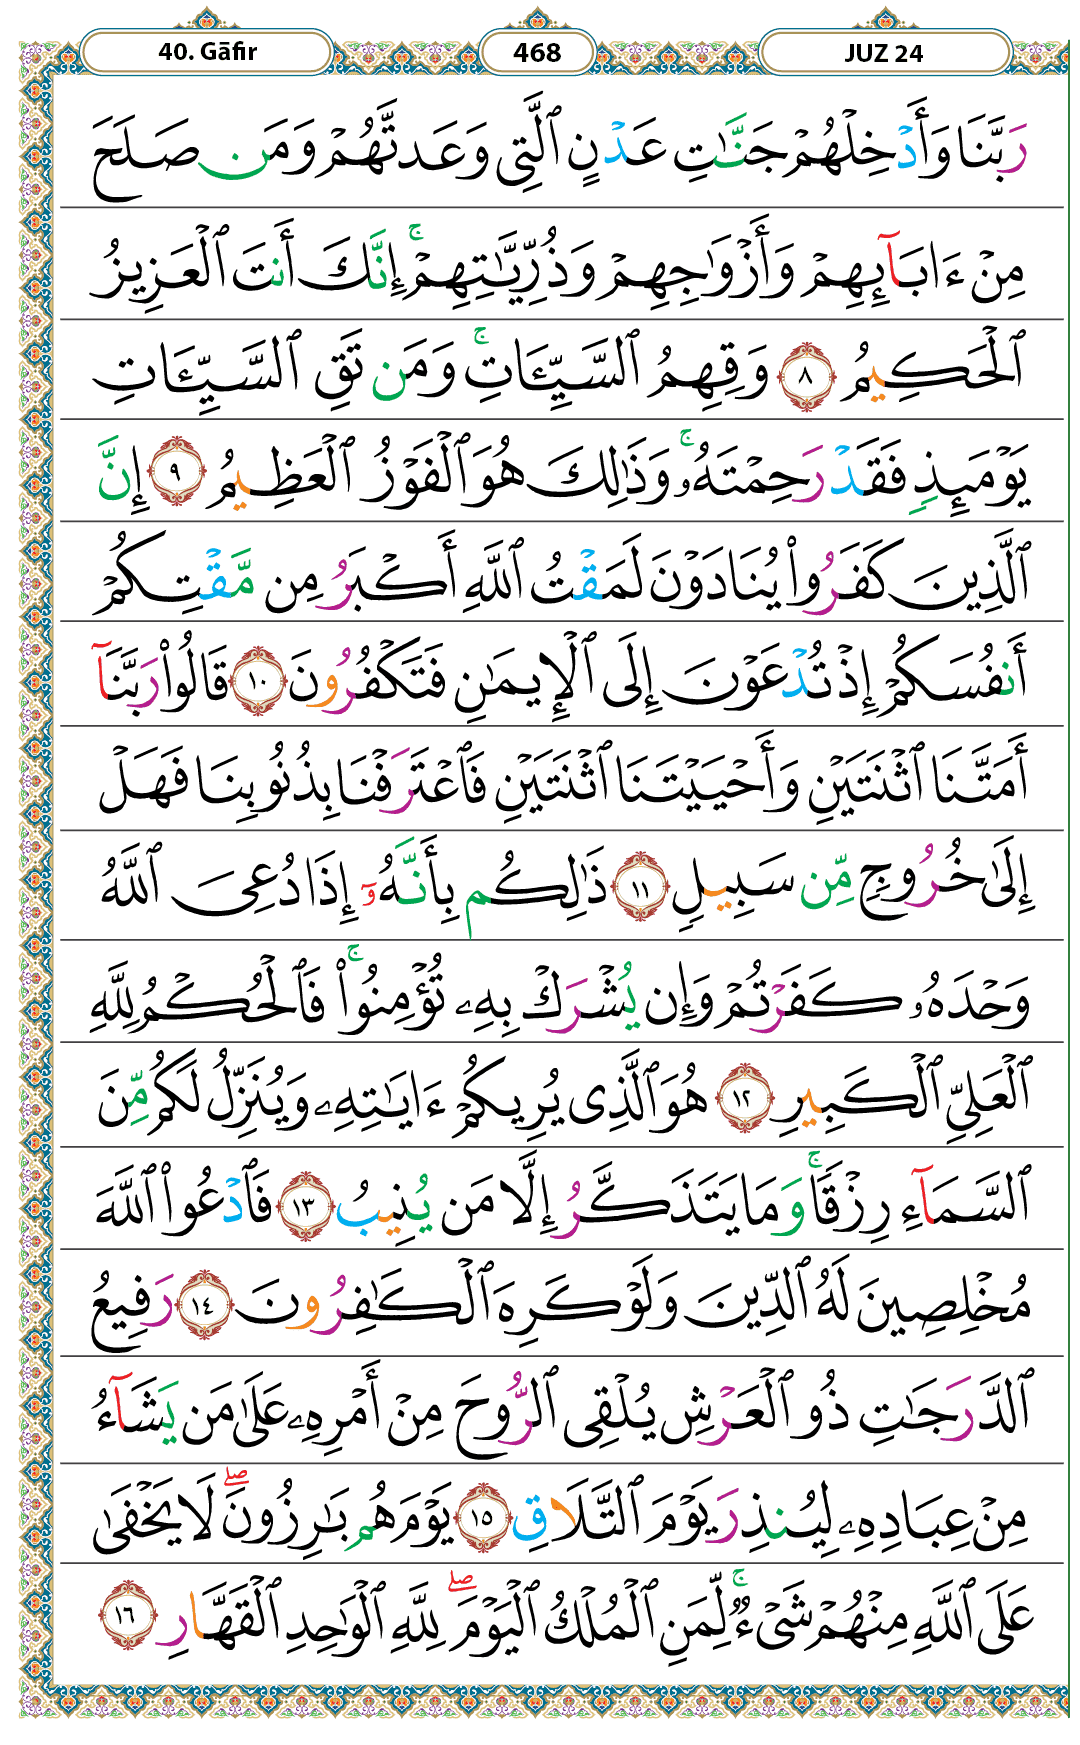 40. Gāfir 468 JUZ 24
رَبَّنَا وَأَدْخِلْهُمْ جَنَّٰتِ عَدْنٍ ٱلَّتِى وَعَدتَّهُمْ وَمَن صَلَحَ
مِنْ ءَابَآئِهِمْ وَأَزْوَٰجِهِمْ وَذُرِّيَّٰتِهِمْ ۚ إِنَّكَ أَنتَ ٱلْعَزِيزُ
ٱلْحَكِيمُ ٨ وَقِهِمُ ٱلسَّيِّـَٔاتِ ۚ وَمَن تَقِ ٱلسَّيِّـَٔاتِ
يَوْمَئِذٍ فَقَدْ رَحِمْتَهُۥ ۚ وَذَٰلِكَ هُوَ ٱلْفَوْزُ ٱلْعَظِيمُ ٩ إِنَّ
ٱلَّذِينَ كَفَرُوا۟ يُنَادَوْنَ لَمَقْتُ ٱللَّهِ أَكْبَرُ مِن مَّقْتِكُمْ
أَنفُسَكُمْ إِذْ تُدْعَوْنَ إِلَى ٱلْإِيمَٰنِ فَتَكْفُرُونَ ١٠ قَالُوا۟ رَبَّنَآ
أَمَتَّنَا ٱثْنَتَيْنِ وَأَحْيَيْتَنَا ٱثْنَتَيْنِ فَٱعْتَرَفْنَا بِذُنُوبِنَا فَهَلْ
إِلَىٰ خُرُوجٍ مِّن سَبِيلٍ ١١ ذَٰلِكُم بِأَنَّهُۥٓ إِذَا دُعِىَ ٱللَّهُ
وَحْدَهُۥ كَفَرْتُمْ وَإِن يُشْرَكْ بِهِۦ تُؤْمِنُوا۟ ۚ فَٱلْحُكْمُ لِلَّهِ
ٱلْعَلِىِّ ٱلْكَبِيرِ ١٢ هُوَ ٱلَّذِى يُرِيكُمْ ءَايَٰتِهِۦ وَيُنَزِّلُ لَكُم مِّنَ
ٱلسَّمَآءِ رِزْقًا ۚ وَمَا يَتَذَكَّرُ إِلَّا مَن يُنِيبُ ١٣ فَٱدْعُوا۟ ٱللَّهَ
مُخْلِصِينَ لَهُ ٱلدِّينَ وَلَوْ كَرِهَ ٱلْكَٰفِرُونَ ١٤ رَفِيعُ
ٱلدَّرَجَٰتِ ذُو ٱلْعَرْشِ يُلْقِى ٱلرُّوحَ مِنْ أَمْرِهِۦ عَلَىٰ مَن يَشَآءُ
مِنْ عِبَادِهِۦ لِيُنذِرَ يَوْمَ ٱلتَّلَاقِ ١٥ يَوْمَ هُم بَٰرِزُونَ ۖ لَا يَخْفَىٰ
عَلَى ٱللَّهِ مِنْهُمْ شَىْءٌ ۚ لِّمَنِ ٱلْمُلْكُ ٱلْيَوْمَ ۖ لِلَّهِ ٱلْوَٰحِدِ ٱلْقَهَّارِ ١٦